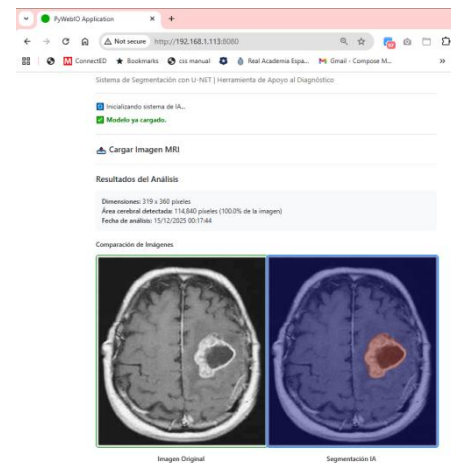 PyWebIO Application
Not secure http://192.168.1.113:8080
ConnectED Bookmarks css manual Real Academia Espa... Gmail - Compose M...
Sistema de Segmentación con U-NET | Herramienta de Apoyo al Diagnóstico
Inicializando sistema de IA...
Modelo ya cargado.
Cargar Imagen MRI
Resultados del Análisis
Dimensiones: 319 x 360 píxeles
Área cerebral detectada: 114,840 píxeles (100.0% de la imagen)
Fecha de análisis: 15/12/2025 00:17:44
Comparación de Imágenes
Imagen Original Segmentación IA